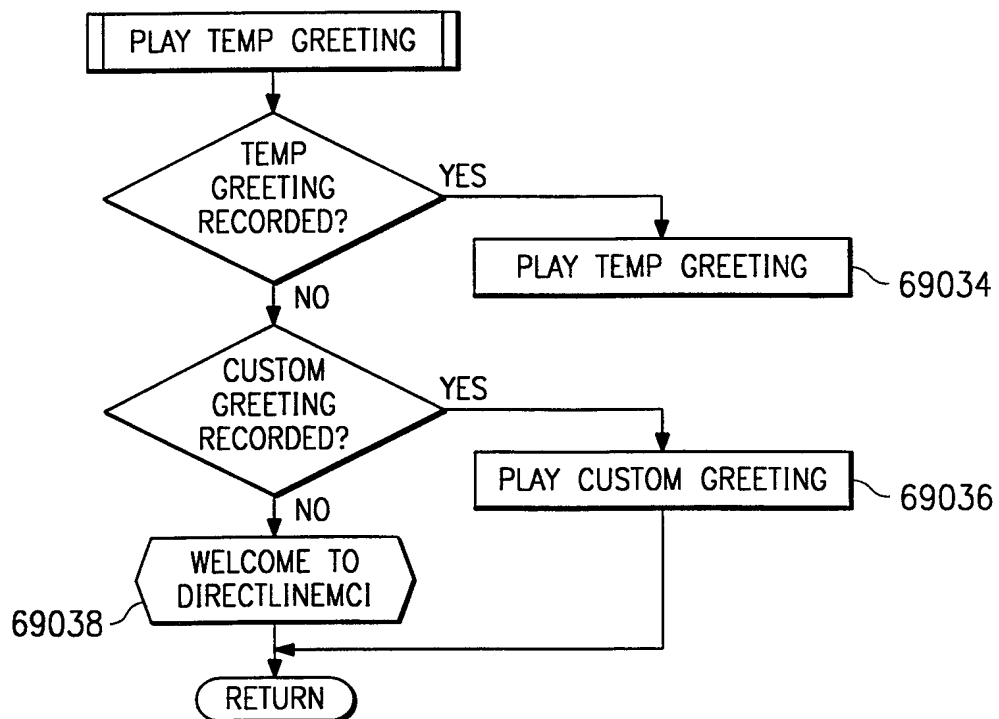 PLAY TEMP GREETING
TEMP
GREETING
RECORDED?
YES
PLAY TEMP GREETING
69034
NO
CUSTOM
GREETING
RECORDED?
YES
PLAY CUSTOM GREETING
69036
NO
WELCOME TO
DIRECTLINEMCI
69038
RETURN